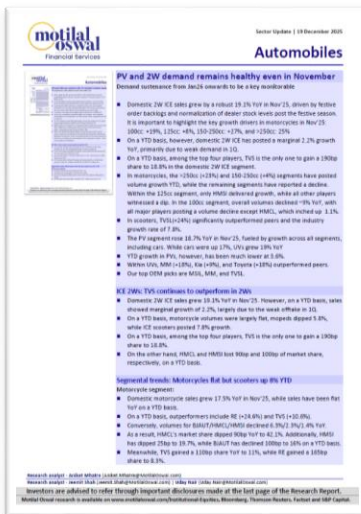 motilal
oswal
Financial Services
Sector Update | 19 December 2025
Automobiles
PV and 2W demand remains healthy even in November
Demand sustenance from Jan26 onwards to be a key monitorable
Domestic 2W ICE sales grew by a robust 19.1% YoY in Nov'25, driven by festive
order backlogs and normalization of dealer stock levels post the festive season.
It is important to highlight the key growth drivers in motorcycles in Nov'25
100cc: +19%, 125cc: +8%, 150-250cc: +27%, and >250cc: 25%
On a YTD basis, however, domestic 2W ICE has posted a marginal 2.2% growth
YoY, primarily due to weak demand in 1Q.
On a YTD basis, among the top four players, TVS is the only one to gain a 190bp
share to 18.8% in the domestic 2W ICE segment.
In motorcycles, the >250cc (+23%) and 150-250cc (+4%) segments have posted
volume growth YTD, while the remaining segments have reported a decline.
Within the 125cc segment, only HMSI delivered growth, while all other players
witnessed a dip. In the 100cc segment, overall volumes declined ~9% YoY, with
all major players posting a volume decline except HMCL, which inched up 1.1%.
In scooters, TVSL(+24%) significantly outperformed peers and the industry
growth rate of 7.8%.
The PV segment rose 18.7% YoY in Nov'25, fueled by growth across all segments,
including cars. While cars were up 17%, UVs grew 19% YoY
YTD growth in PVs, however, has been much lower at 3.6%.
Within UVs, MM (+18%), Kia (+9%), and Toyota (+18%) outperformed peers.
Our top OEM picks are MSIL, MM, and TVSL.
ICE 2Ws: TVS continues to outperform in 2Ws
Domestic 2W ICE sales grew 19.1% YoY in Nov'25. However, on a YTD basis, sales
showed marginal growth of 2.2%, largely due to the weak offtake in 1Q.
On a YTD basis, motorcycle volumes were largely flat, mopeds dipped 5.8%,
while ICE scooters posted 7.8% growth.
On a YTD basis, among the top four players, TVS is the only one to gain a 190bp
share to 18.8%.
On the other hand, HMCL and HMSI lost 90bp and 100bp of market share,
respectively, on a YTD basis.
Segmental trends: Motorcycles flat but scooters up 8% YTD
Motorcycle segment:
Domestic motorcycle sales grew 17.5% YoY in Nov'25, while sales have been flat
YoY on a YTD basis.
On a YTD basis, outperformers include RE (+24.6%) and TVS (+10.8%).
Conversely, volumes for BJAUT/HMCL/HMSI declined 6.3%/2.3%/1.4% YoY.
As a result, HMCL's market share dipped 90bp YoY to 42.1%. Additionally, HMSI
has dipped 25bp to 19.7%, while BJAUT has declined 100bp to 16% on a YTD basis.
Meanwhile, TVS gained a 110bp share YoY to 11%, while RE gained a 165bp
share to 8.3%.
Investors are advised to refer through important disclosures made at the last page of the Research Report.
Motilal Oswal research is available on www.motilaloswal.com/Institutional-Equities, Bloomberg, Thomson Reuters, Factset and S&P Capital.